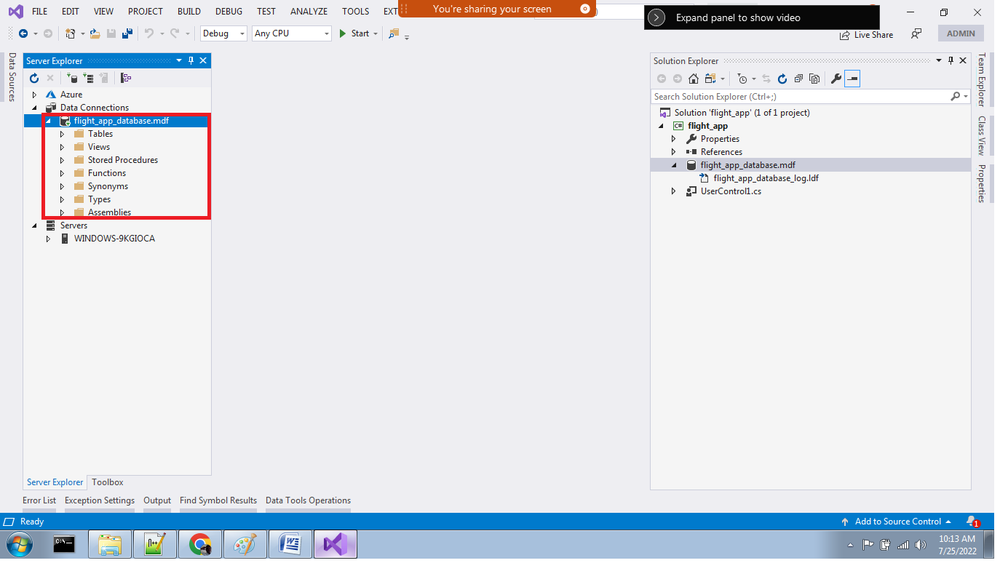 FILE EDIT VIEW PROJECT BUILD DEBUG TEST ANALYZE TOOLS EXT
You're sharing your screen
Expand panel to show video
Debug Any CPU Start
Live Share ADMIN
Data Sources
Server Explorer
Azure
Data Connections
flight_app_database.mdf
Tables
Views
Stored Procedures
Functions
Synonyms
Types
Assemblies
Servers
WINDOWS-9KGIOCA
Server Explorer Toolbox
Solution Explorer
Search Solution Explorer (Ctrl+;)
Solution 'flight_app' (1 of 1 project)
C# flight_app
Properties
References
flight_app_database.mdf
flight_app_database_log.ldf
UserControl1.cs
Team Explorer
Class View
Properties
Error List Exception Settings Output Find Symbol Results Data Tools Operations
Ready
Add to Source Control 1
10:13 AM
7/25/2022